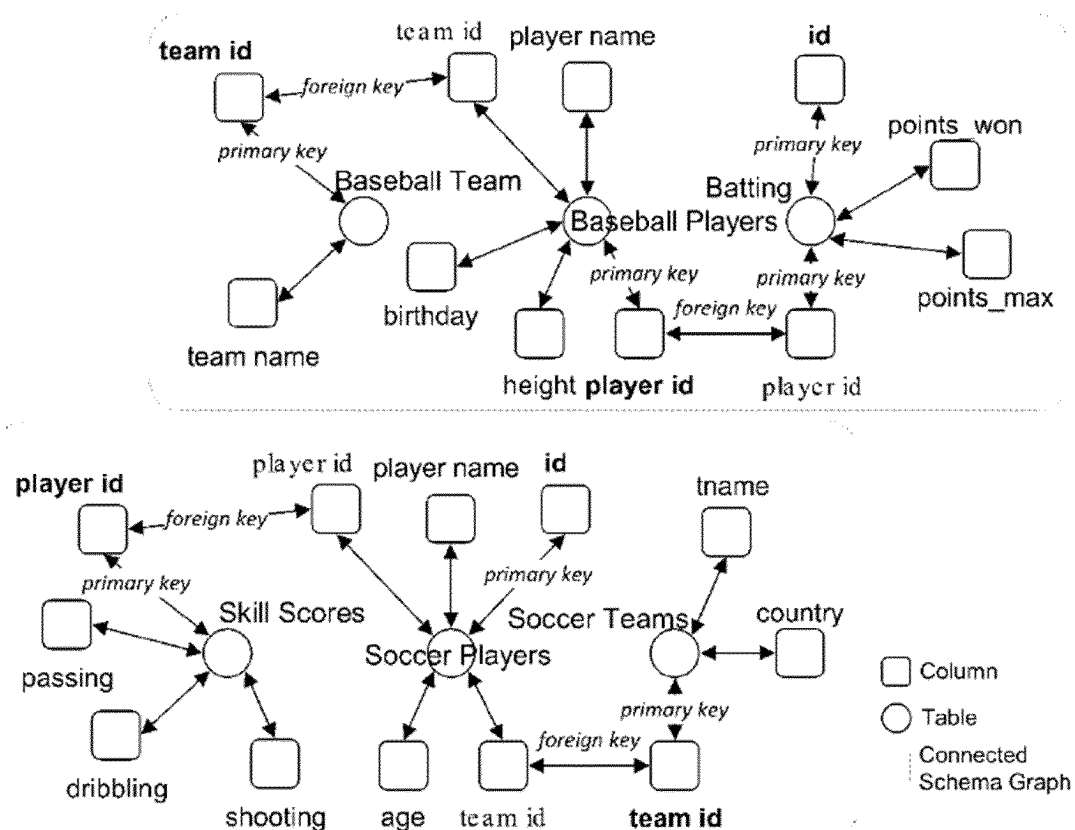 team id
team id
player name
id
foreign key
points_won
primary key
primary key
Baseball Team
Batting
Baseball Players
primary key
primary key
birthday
foreign key
points_max
team name
height
player id
player id
player id
player id
player name
id
tname
foreign key
primary key
primary key
Skill Scores
Soccer Teams
country
Soccer Players
passing
Column
primary key
Table
foreign key
dribbling
Connected
Schema Graph
shooting
age
team id
team id